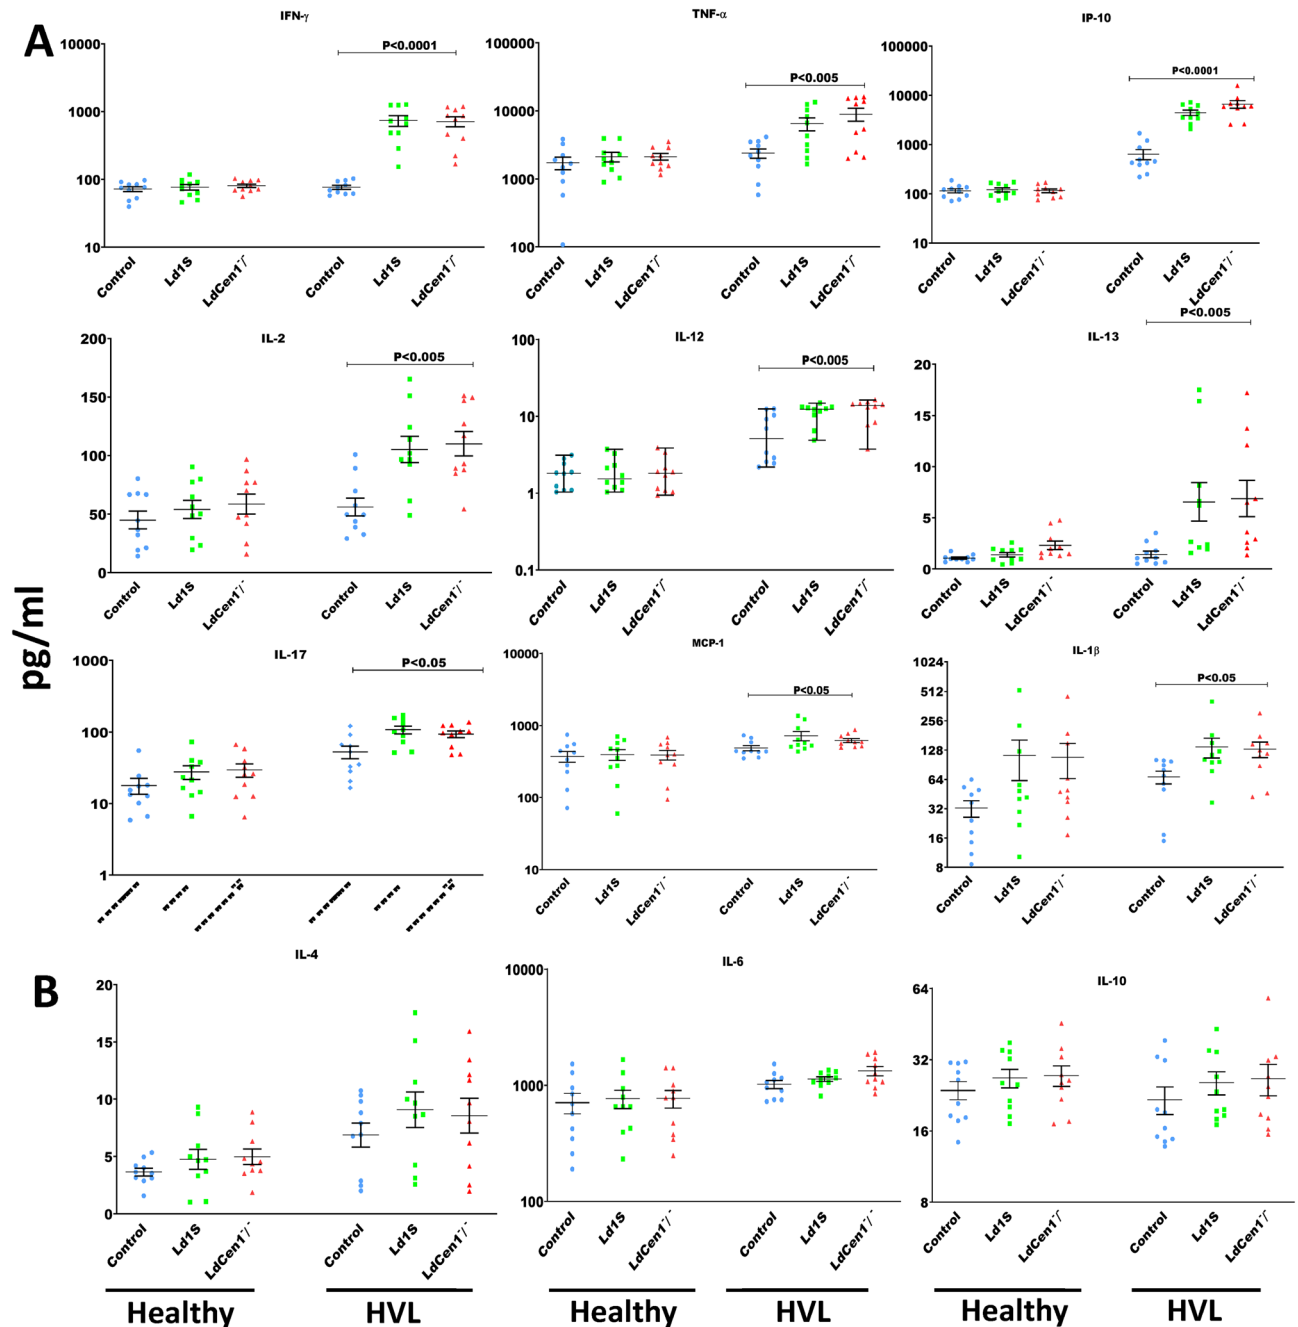 A
IFN-γ
P<0.0001
10000
1000
100
10
Control
Ld1S
LdCen1-/-
Control
Ld1S
LdCen1-/-
TNF-α
P<0.005
100000
10000
1000
100
Control
Ld1S
LdCen1-/-
Control
Ld1S
LdCen1-/-
IP-10
P<0.0001
100000
10000
1000
100
10
Control
Ld1S
LdCen1-/-
Control
Ld1S
LdCen1-/-
pg/ml
IL-2
P<0.005
200
150
100
50
0
Control
Ld1S
LdCen1-/-
Control
Ld1S
LdCen1-/-
IL-12
P<0.005
100
10
1
0.1
Control
Ld1S
LdCen1-/-
Control
Ld1S
LdCen1-/-
IL-13
P<0.005
20
15
10
5
0
Control
Ld1S
LdCen1-/-
Control
Ld1S
LdCen1-/-
IL-17
P<0.05
1000
100
10
1
MCP-1
P<0.05
10000
1000
100
10
Control
Ld1S
LdCen1-/-
Control
Ld1S
LdCen1-/-
IL-1β
P<0.05
1024
512
256
128
64
32
16
8
Control
Ld1S
LdCen1-/-
Control
Ld1S
LdCen1-/-
B
IL-4
20
15
10
5
0
Control
Ld1S
LdCen1-/-
Control
Ld1S
LdCen1-/-
IL-6
10000
1000
100
Control
Ld1S
LdCen1-/-
Control
Ld1S
LdCen1-/-
IL-10
64
32
16
8
Control
Ld1S
LdCen1-/-
Control
Ld1S
LdCen1-/-
Healthy
HVL
Healthy
HVL
Healthy
HVL